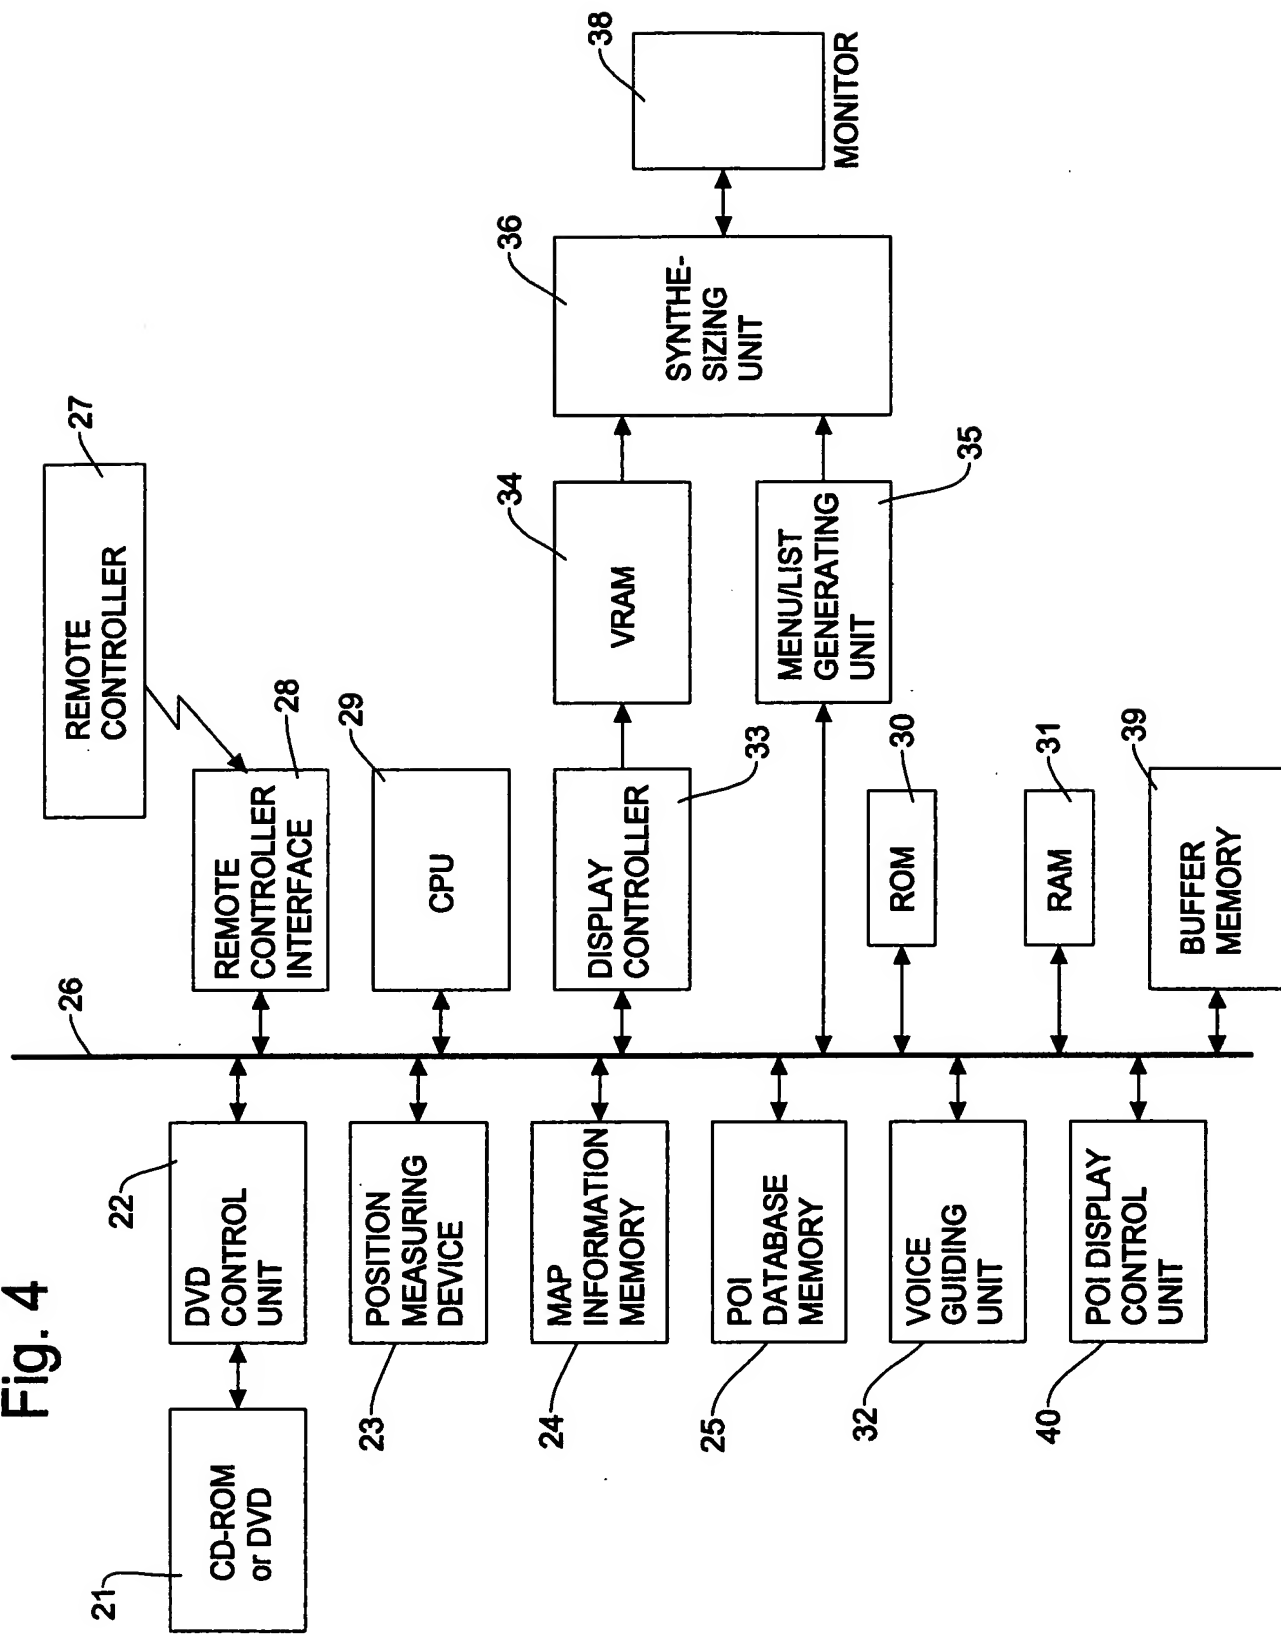 Fig. 4
21
CD-ROM
or DVD
22
DVD
CONTROL
UNIT
23
POSITION
MEASURING
DEVICE
24
MAP
INFORMATION
MEMORY
25
POI
DATABASE
MEMORY
32
VOICE
GUIDING
UNIT
40
POI DISPLAY
CONTROL
UNIT
26
27
REMOTE
CONTROLLER
28
REMOTE
CONTROLLER
INTERFACE
29
CPU
33
DISPLAY
CONTROLLER
34
VRAM
35
MENU/LIST
GENERATING
UNIT
30
ROM
31
RAM
39
BUFFER
MEMORY
36
SYNTHE-
SIZING
UNIT
38
MONITOR